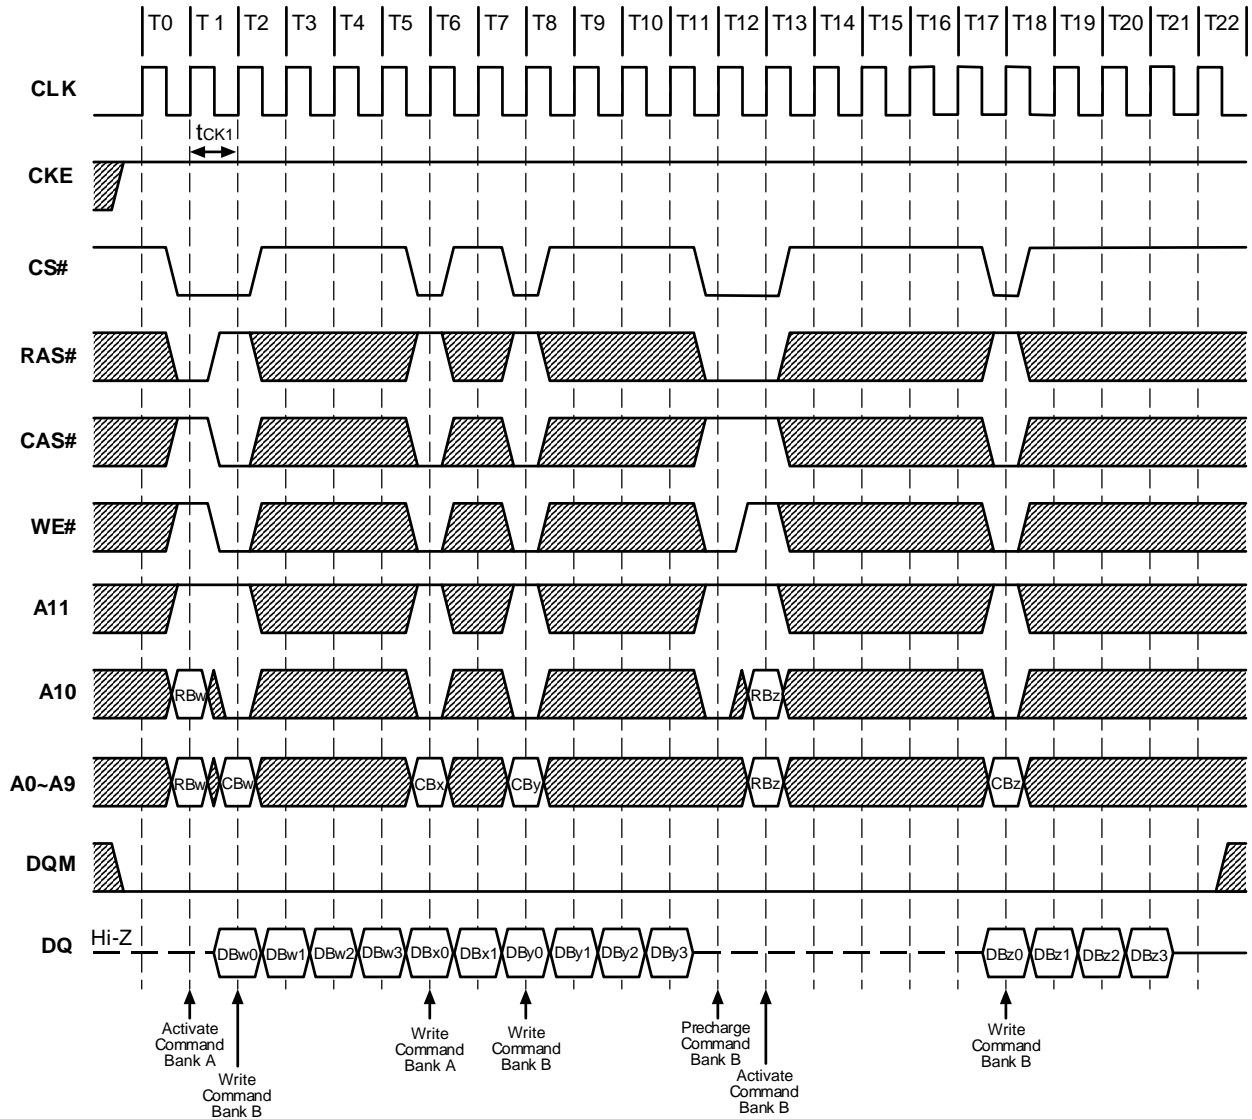 T0 T 1 T2 T3 T4 T5 T6 T7 T8 T9 T10 T11 T12 T13 T14 T15 T16 T17 T18 T19 T20 T21 T22
CLK
tCK1
CKE
CS#
RAS#
CAS#
WE#
A11
A10 RBw RBz
A0~A9 RBw CBw CBx CBy RBz CBz
DQM
DQ Hi-Z DBw0 DBw1 DBw2 DBw3 DBx0 DBx1 DBy0 DBy1 DBy2 DBy3 DBz0 DBz1 DBz2 DBz3
Activate
Command
Bank A
Write
Command
Bank B
Write
Command
Bank A
Write
Command
Bank B
Precharge
Command
Bank B
Activate
Command
Bank B
Write
Command
Bank B